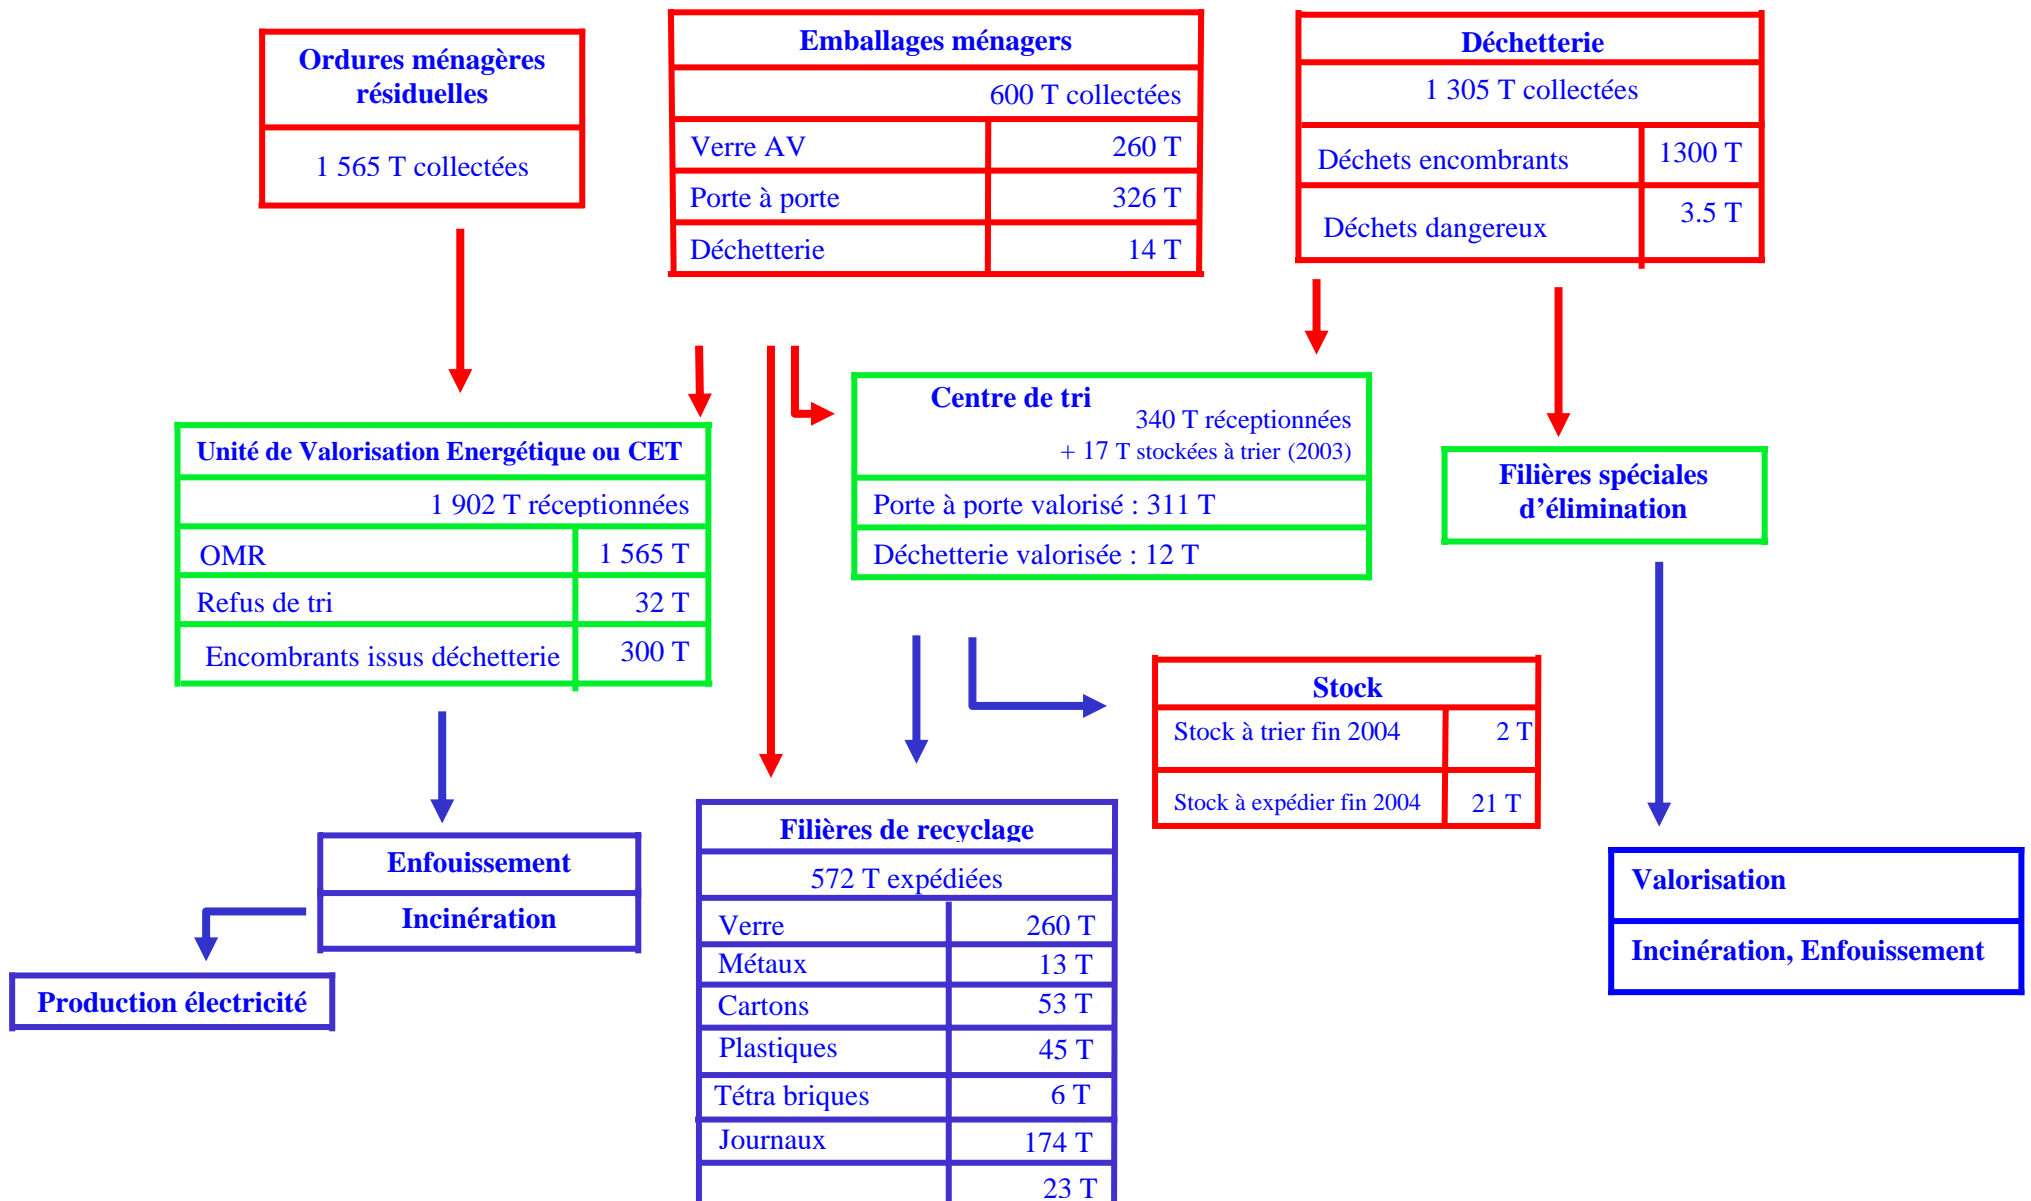 Ordures ménagères
résiduelles
1 565 T collectées
Emballages ménagers
600 T collectées
Verre AV 260 T
Porte à porte 326 T
Déchetterie 14 T
Déchetterie
1 305 T collectées
Déchets encombrants 1300 T
Déchets dangereux 3.5 T
Unité de Valorisation Energétique ou CET
1 902 T réceptionnées
OMR 1 565 T
Refus de tri 32 T
Encombrants issus déchetterie 300 T
Centre de tri
340 T réceptionnées
+ 17 T stockées à trier (2003)
Porte à porte valorisé : 311 T
Déchetterie valorisée : 12 T
Filières spéciales
d’élimination
Stock
Stock à trier fin 2004 2 T
Stock à expédier fin 2004 21 T
Enfouissement
Incinération
Production électricité
Filières de recyclage
572 T expédiées
Verre 260 T
Métaux 13 T
Cartons 53 T
Plastiques 45 T
Tétra briques 6 T
Journaux 174 T
23 T
Valorisation
Incinération, Enfouissement